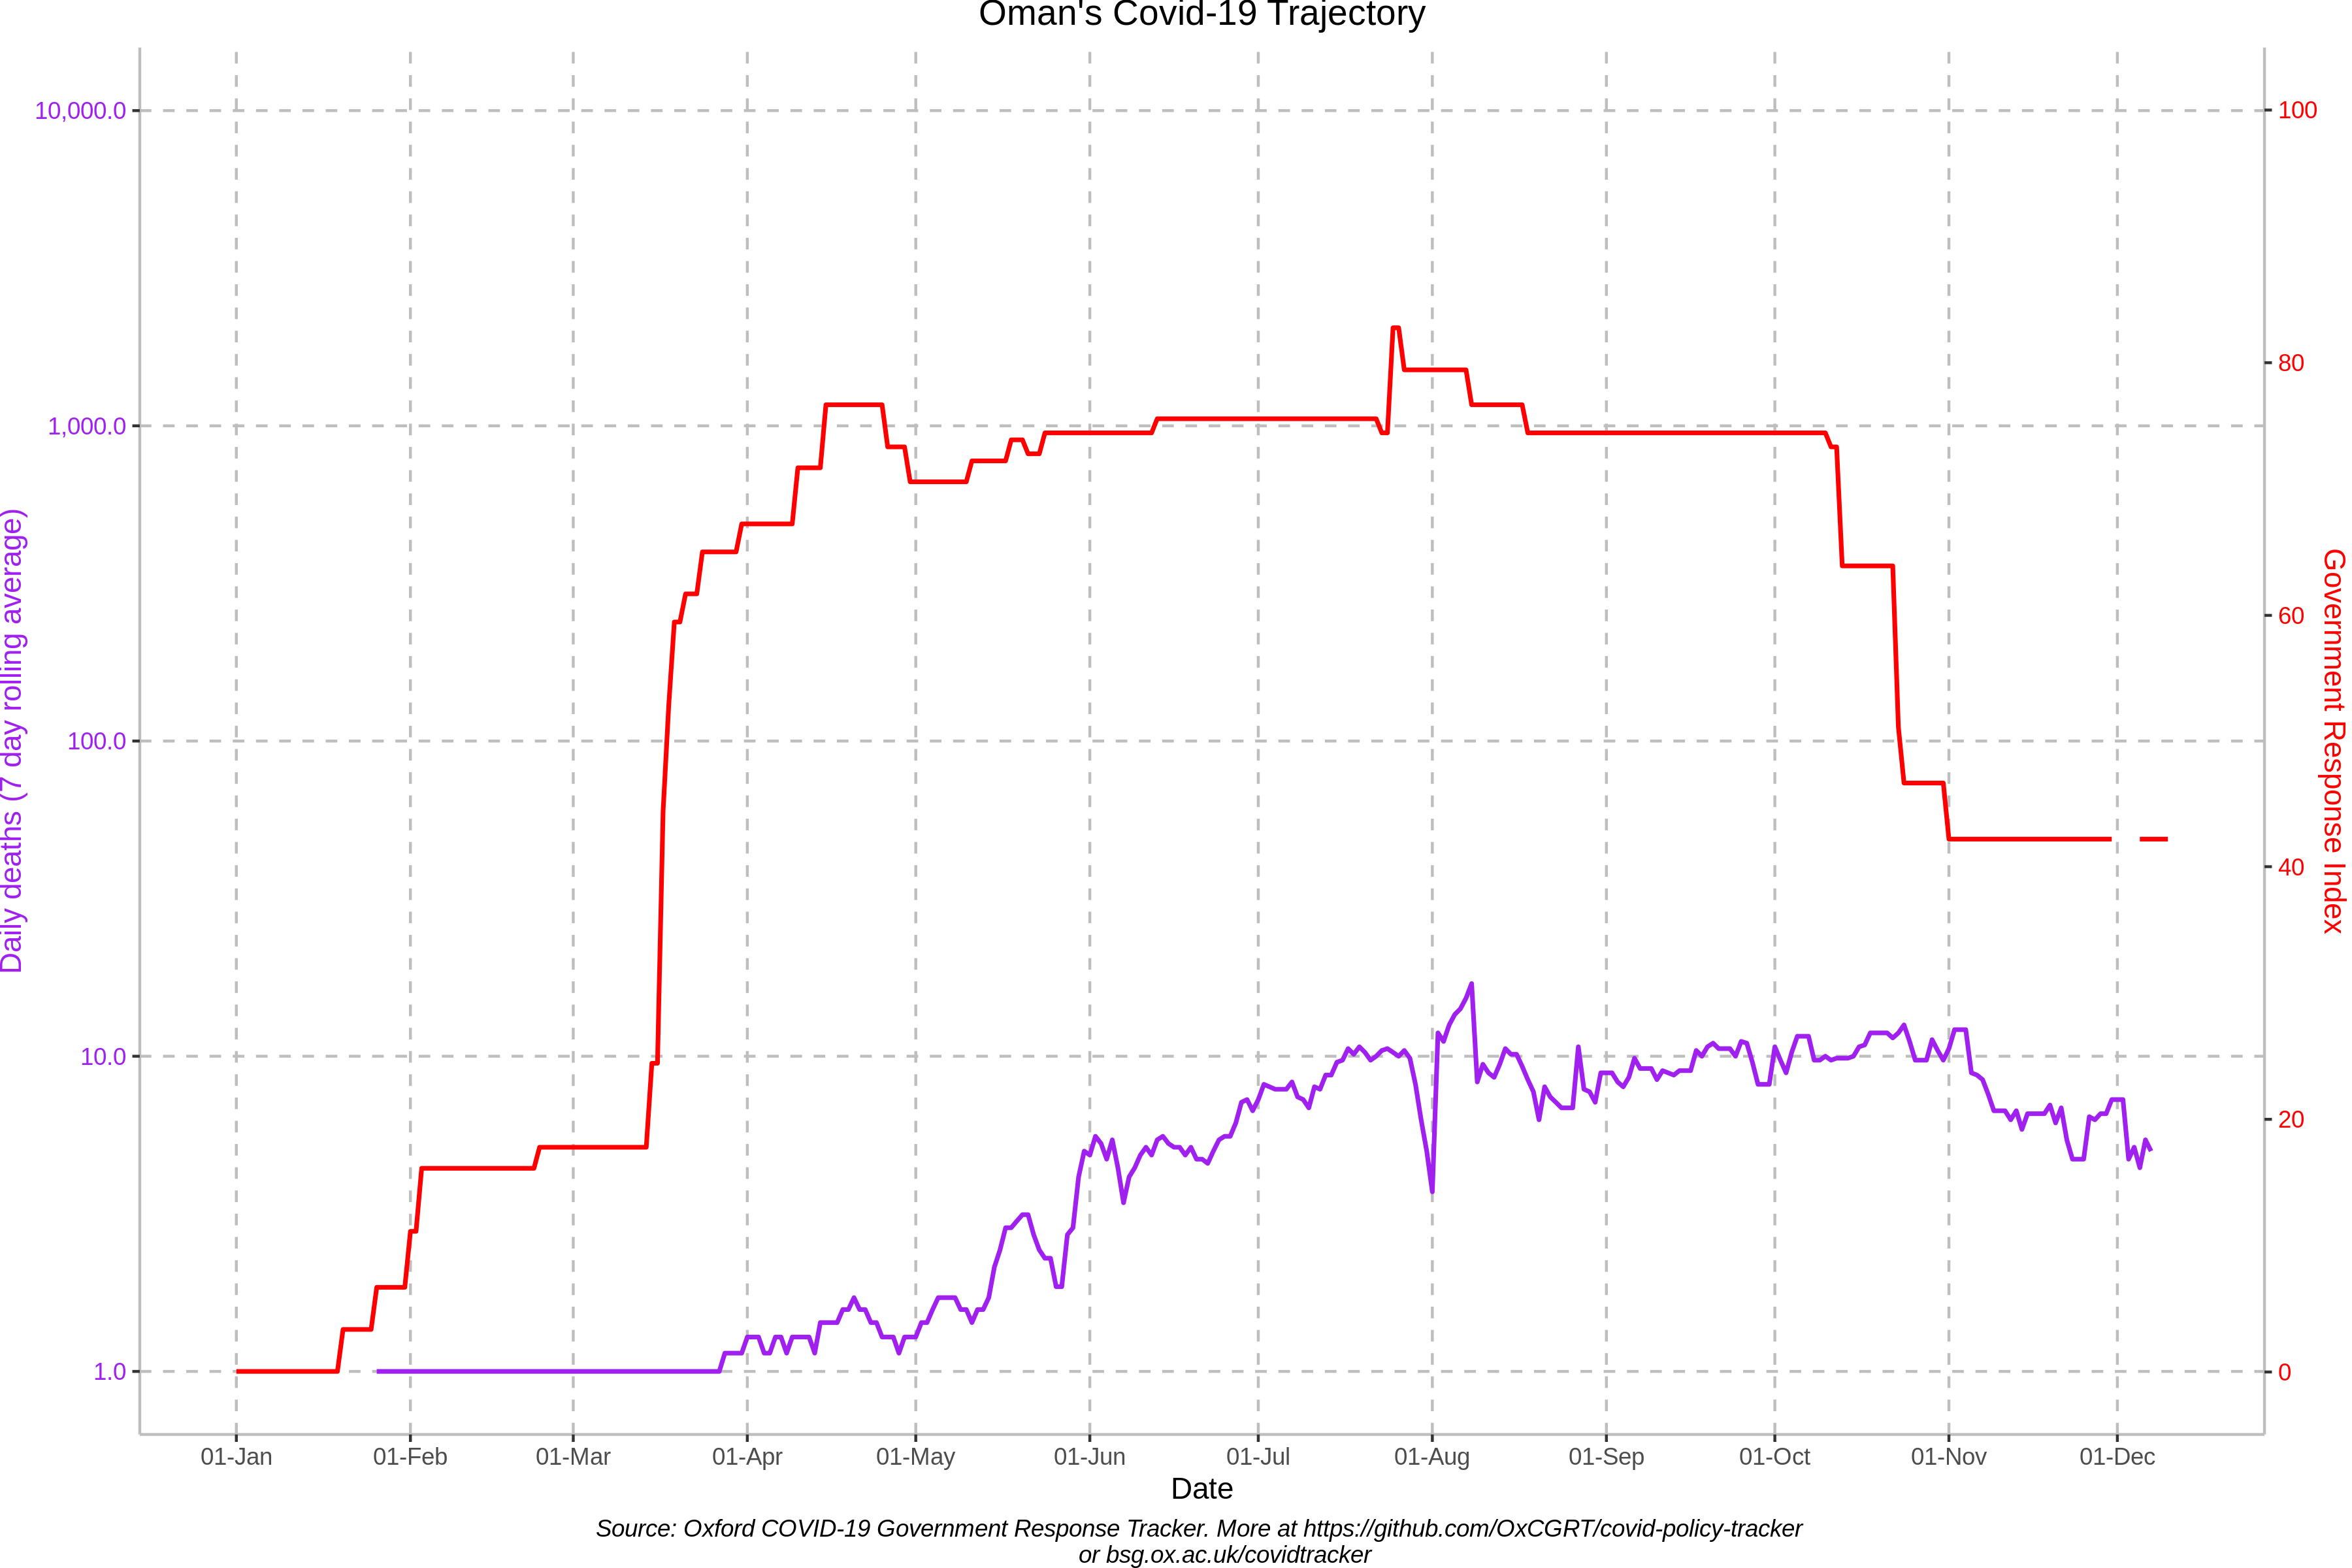 Oman's Covid-19 Trajectory
10,000.0
1,000.0
100.0
10.0
1.0
Daily deaths (7 day rolling average)
100
80
60
40
20
0
Government Response Index
01-Jan 01-Feb 01-Mar 01-Apr 01-May 01-Jun 01-Jul 01-Aug 01-Sep 01-Oct 01-Nov 01-Dec
Date
Source: Oxford COVID-19 Government Response Tracker. More at https://github.com/OxCGRT/covid-policy-tracker
or bsg.ox.ac.uk/covidtracker